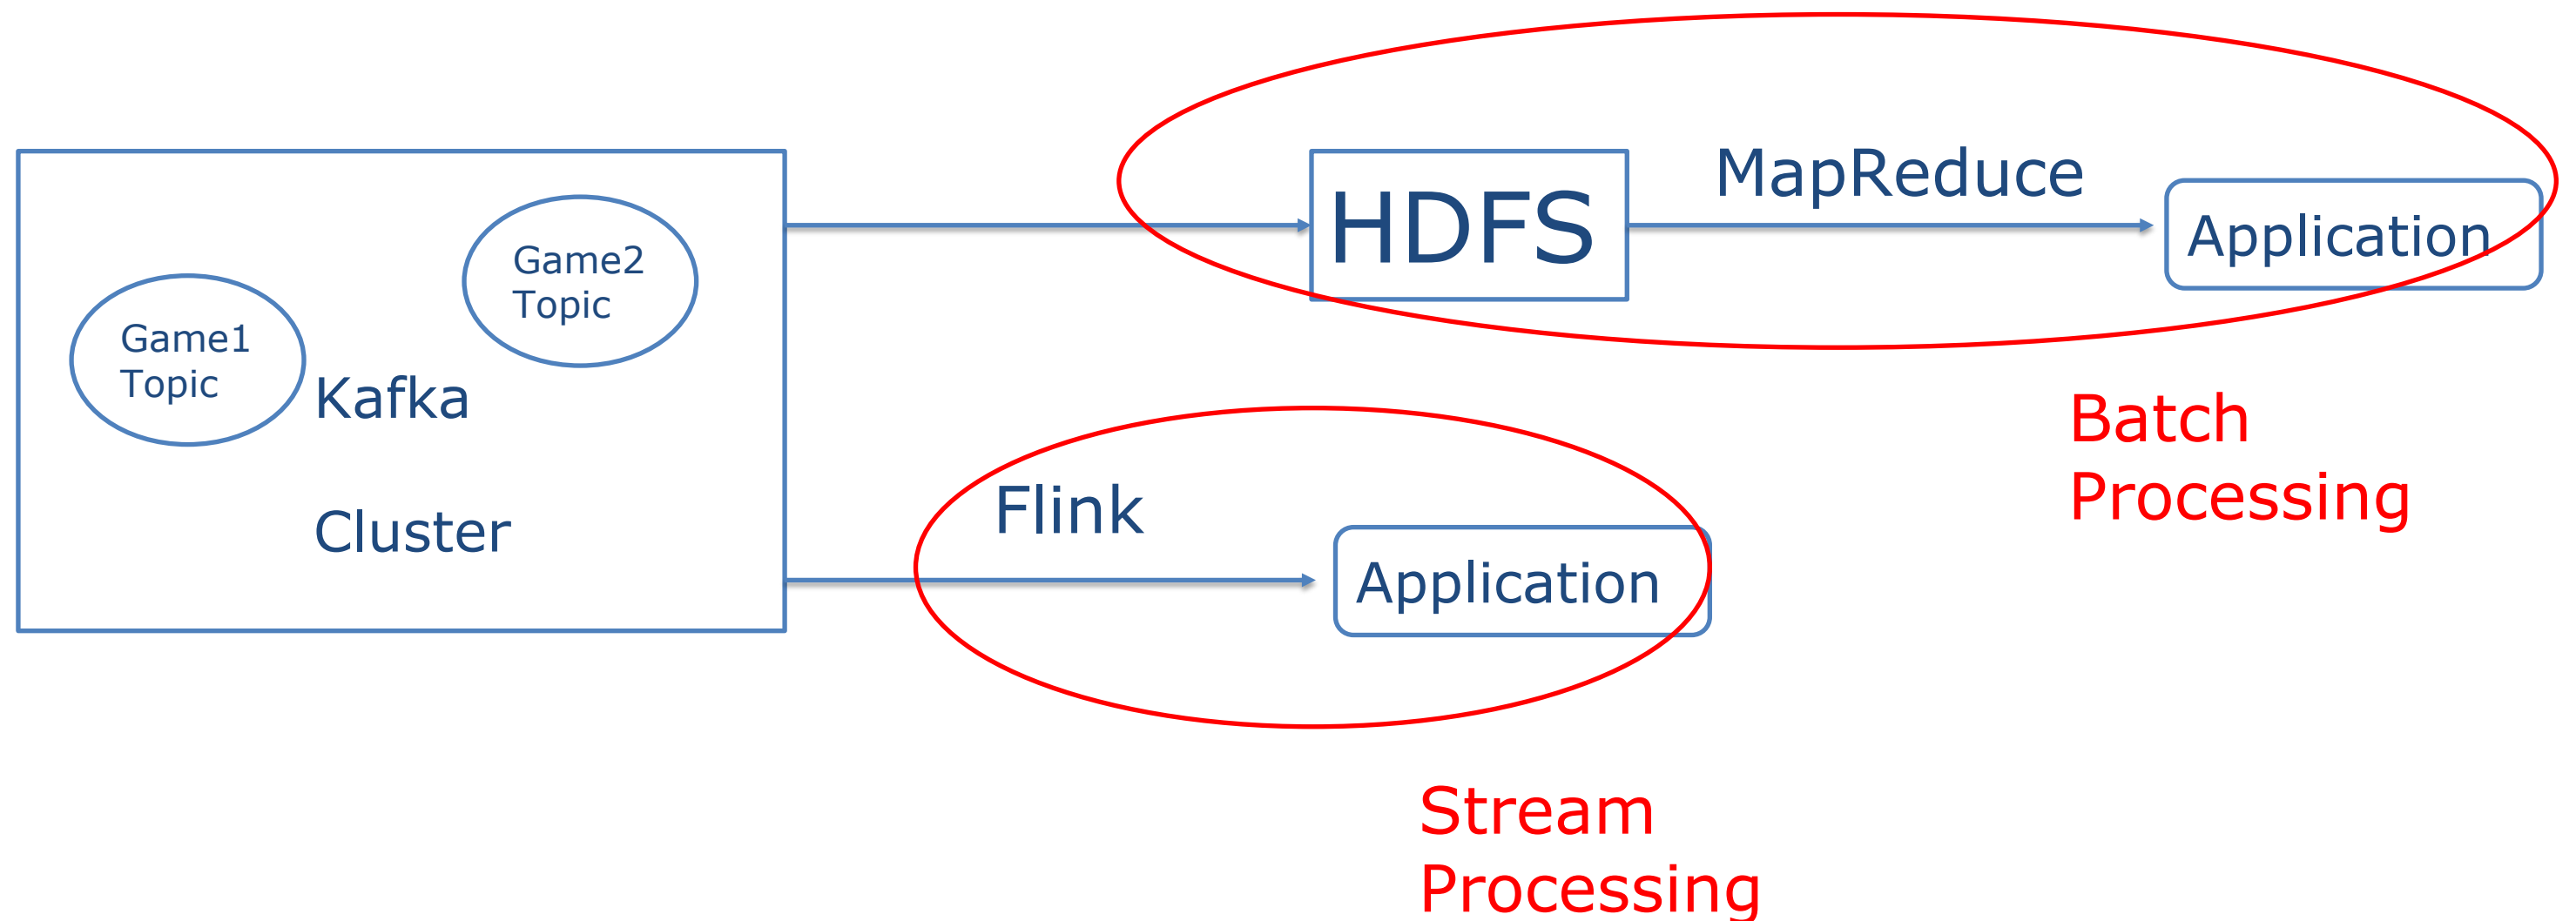 Game1
Topic
Game2
Topic
Kafka
Cluster
HDFS
MapReduce
Application
Batch
Processing
Flink
Application
Stream
Processing